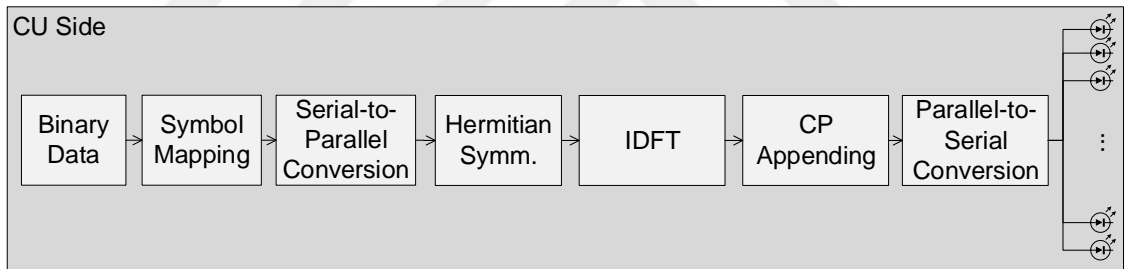 CU Side
Binary
Data
Symbol
Mapping
Serial-to-
Parallel
Conversion
Hermitian
Symm.
IDFT
CP
Appending
Parallel-to-
Serial
Conversion
...